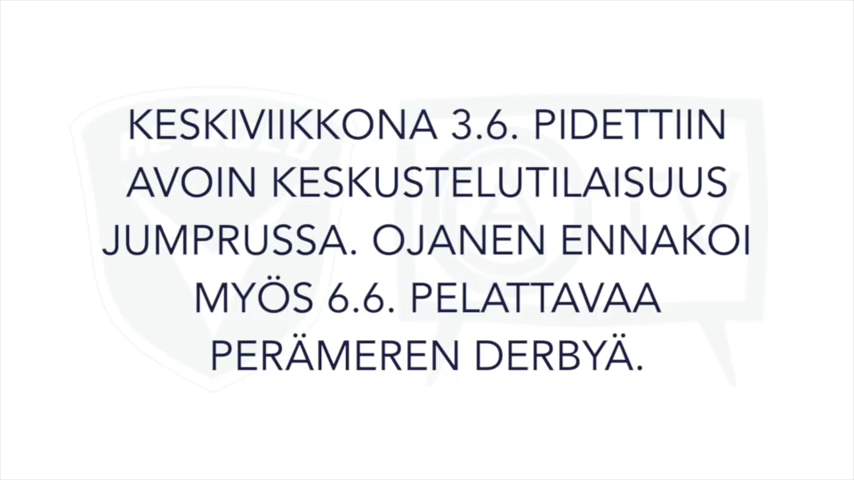 KESKIVIIKKONA 3.6. PIDETTIIN
AVOIN KESKUSTELUTILAISUUS
JUMPRUSSA. OJANEN ENNAKOI
MYÖS 6.6. PELATTAVAA
PERÄMEREN DERBYÄ.